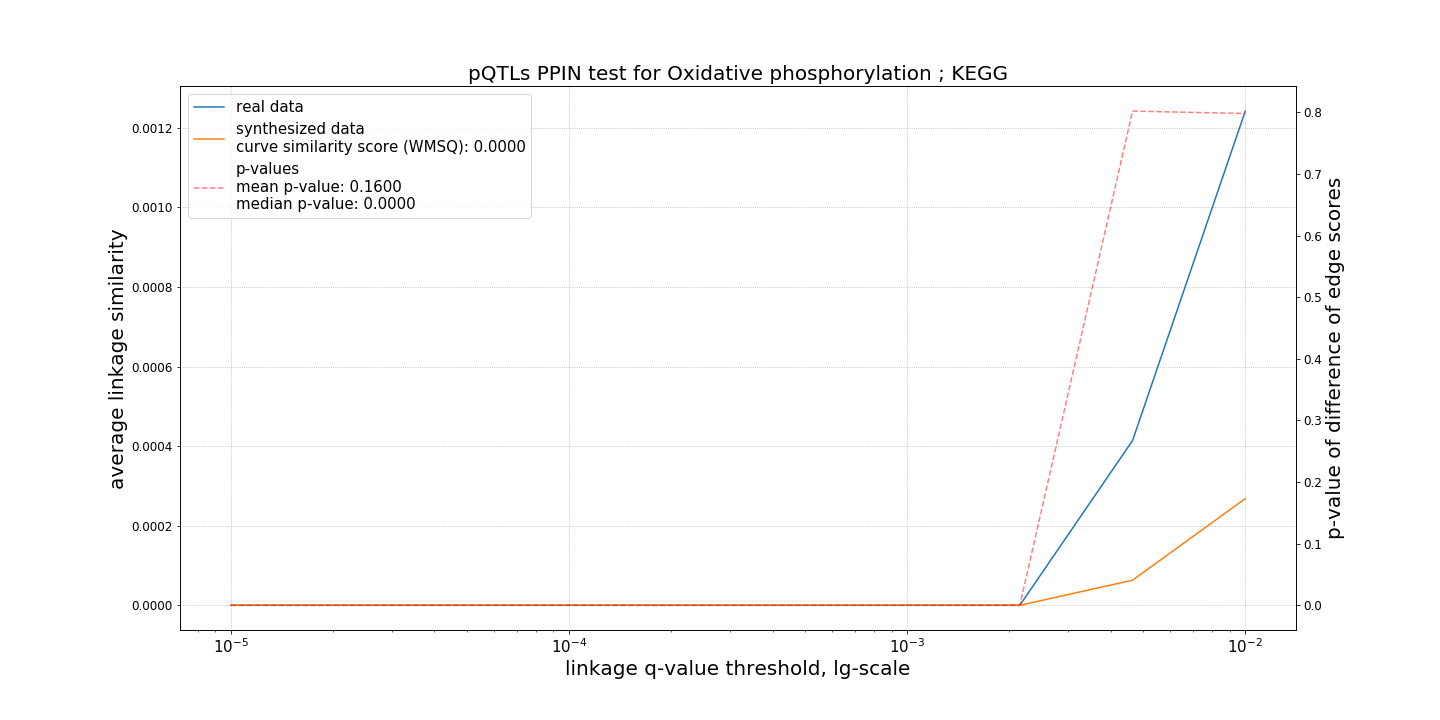 pQTLs PPIN test for Oxidative phosphorylation ; KEGG
real data
synthesized data
curve similarity score (WMSQ): 0.0000
p-values
mean p-value: 0.1600
median p-value: 0.0000
0.0012
0.0010
0.0008
0.0006
0.0004
0.0002
0.0000
average linkage similarity
0.8
0.7
0.6
0.5
0.4
0.3
0.2
0.1
0.0
p-value of difference of edge scores
10⁻⁵ 10⁻⁴ 10⁻³ 10⁻²
linkage q-value threshold, lg-scale